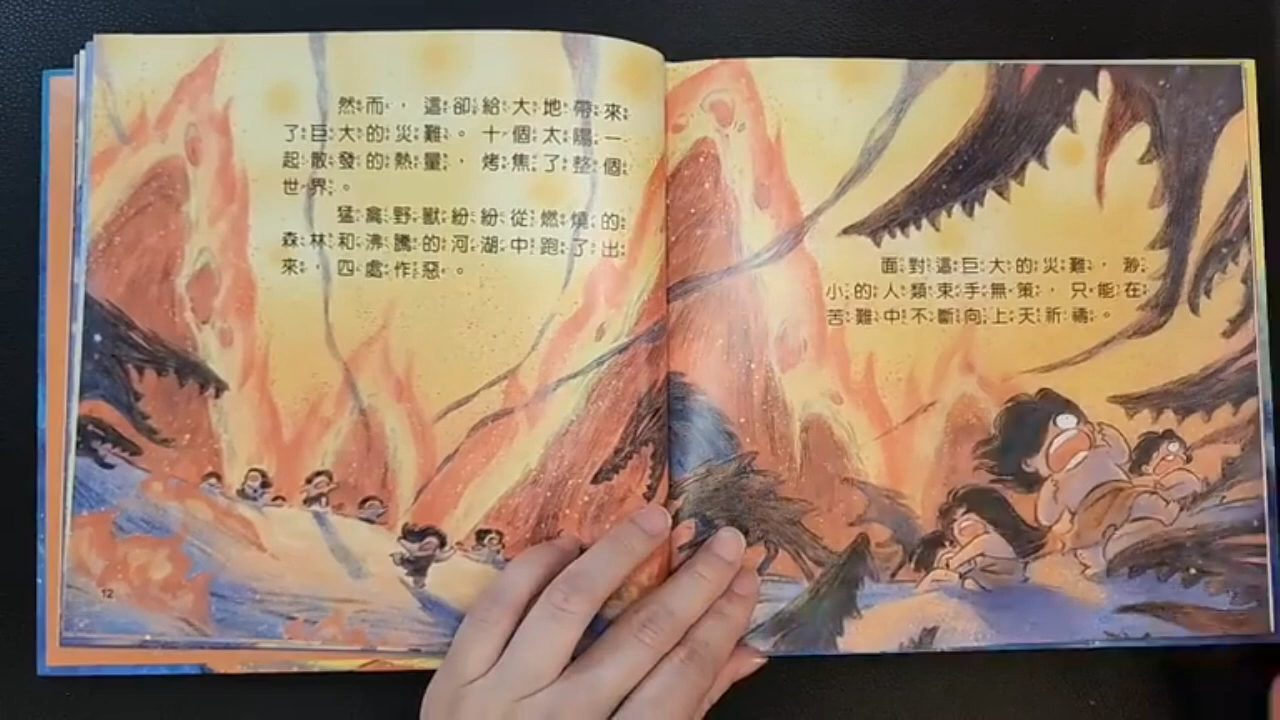 然而，這卻給大地帶來
了巨大的災難。十個太陽一
起散發的熱量，烤焦了整個
世界。
猛禽野獸紛紛從燃燒的
森林和沸騰的河湖中跑了出
來，四處作惡。
12
面對這巨大的災難，渺
小的人類束手無策，只能在
苦難中不斷向上天祈禱。